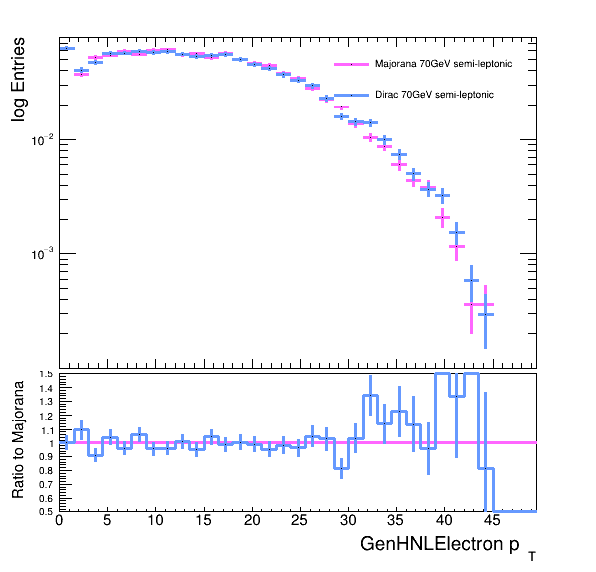 log Entries
Majorana 70GeV semi-leptonic
Dirac 70GeV semi-leptonic
10⁻²
10⁻³
Ratio to Majorana
1.5
1.4
1.3
1.2
1.1
1
0.9
0.8
0.7
0.6
0.5
0 5 10 15 20 25 30 35 40 45
GenHNLElectron p_T